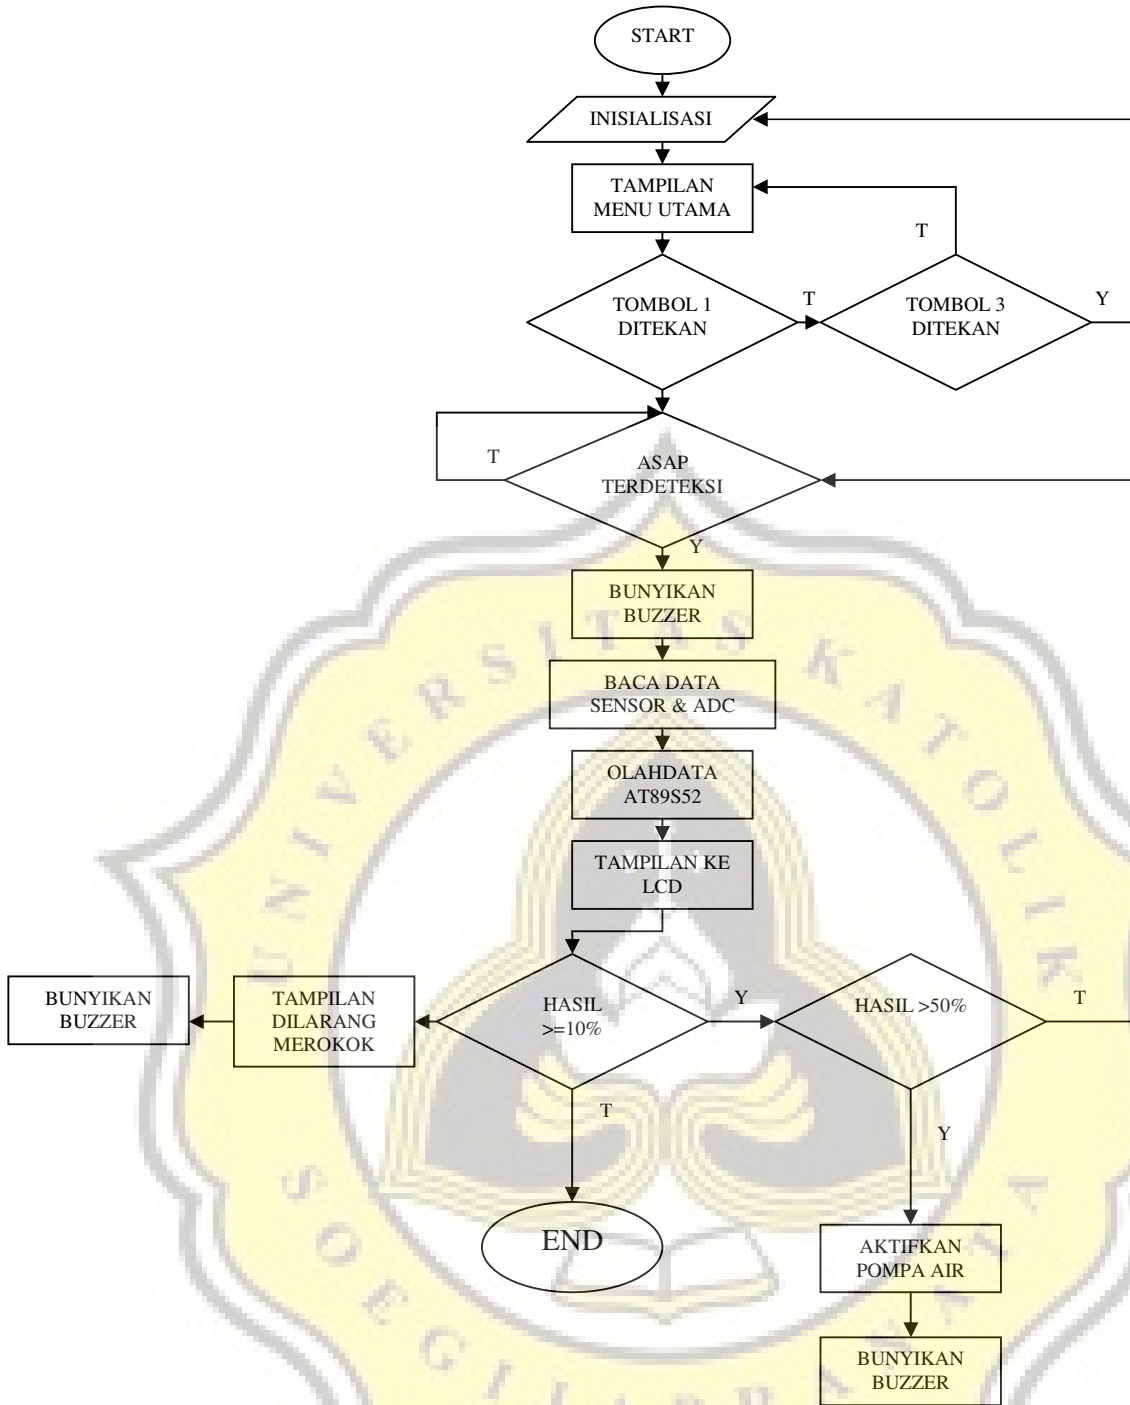 START
INISIALISASI
TAMPILAN
MENU UTAMA
T
TOMBOL 1
DITEKAN
T
TOMBOL 3
DITEKAN
Y
T
ASAP
TERDETEKSI
Y
BUNYIKAN
BUZZER
BACA DATA
SENSOR & ADC
OLAHDATA
AT89S52
TAMPILAN KE
LCD
BUNYIKAN
BUZZER
TAMPILAN
DILARANG
MEROKOK
HASIL
>=10%
Y
HASIL >50%
T
T
Y
END
AKTIFKAN
POMPA AIR
BUNYIKAN
BUZZER
UNIVERSITAS KATOLIK